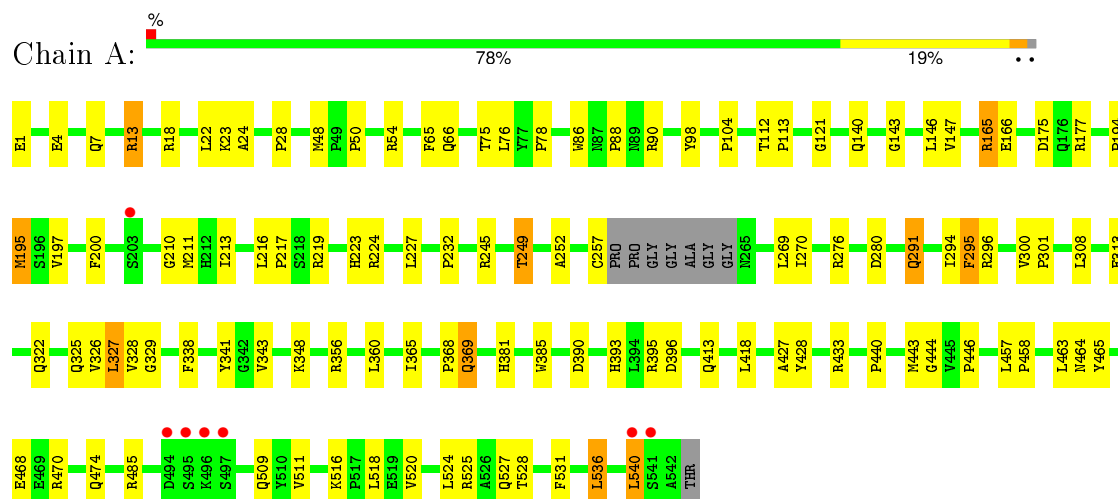 %
Chain A:
78% 19% • •
E1 E4 Q7 R13 R18 L22 K23 A24 P28 M48 P49 P50 R54 F65 Q66 T75 L76 Y77 P78 W86 N87 P88 N89 R90 Y98 P104 T112 P113 G121 Q140 G143 L146 V147 R165 E166 D175 Q176 R177
M195 S196 V197 F200 S203 G210 M211 H212 I213 L216 P217 S218 R219 H223 R224 L227 P232 R245 T249 A252 C257 PRO PRO GLY GLY ALA GLY GLY N265 L269 I270 R276 D280 Q291 I294 F295 R296 V300 P301 L308
Q322 Q325 V326 L327 V328 G329 F338 Y341 G342 V343 K348 R356 L360 I365 P368 Q369 H381 W385 D390 H393 L394 R395 D396 Q413 L418 A427 Y428 R433 P440 M443 G444 V445 P446 L457 P458 L463 N464 Y465
E468 E469 R470 Q474 R485 D494 S495 K496 S497 Q509 Y510 V511 K516 P517 L518 E519 V520 L524 R525 A526 Q527 T528 F531 L536 L540 S541 A542 THR